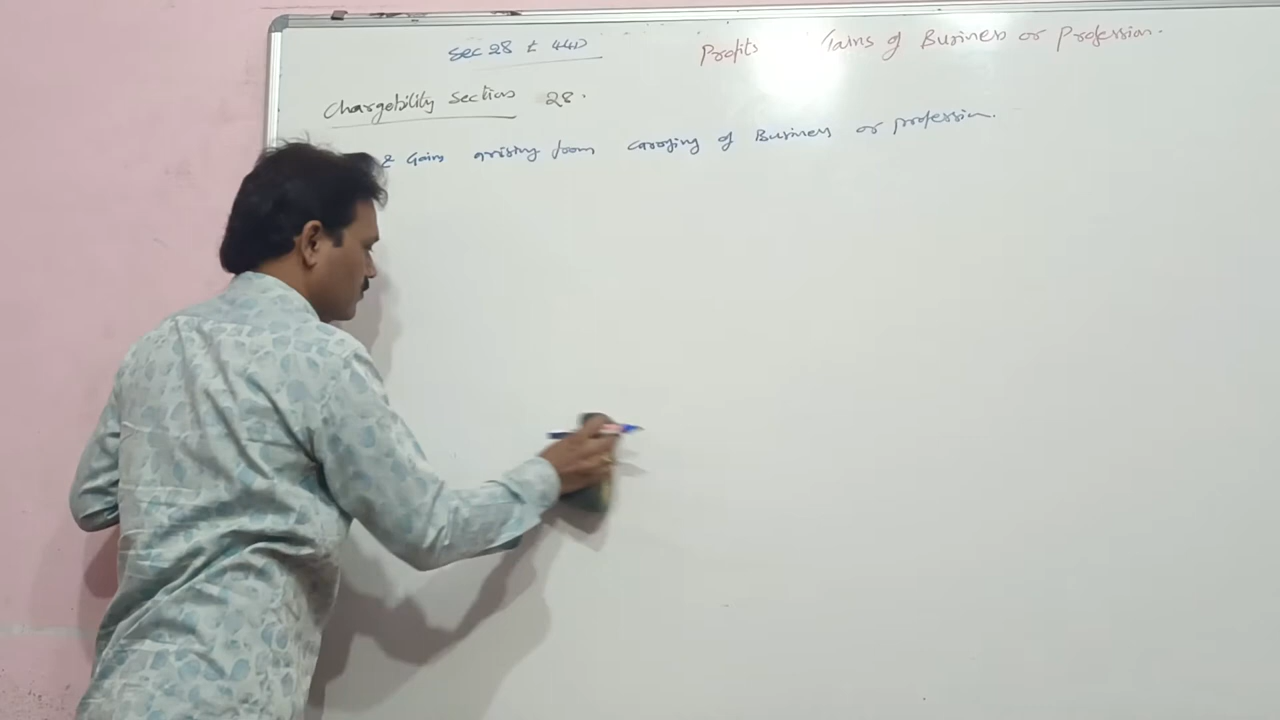 Sec 28 to 44D Profits Gains of Business or Profession.
Chargebility Section 28.
& Gains arising from carrying of Business or profession.